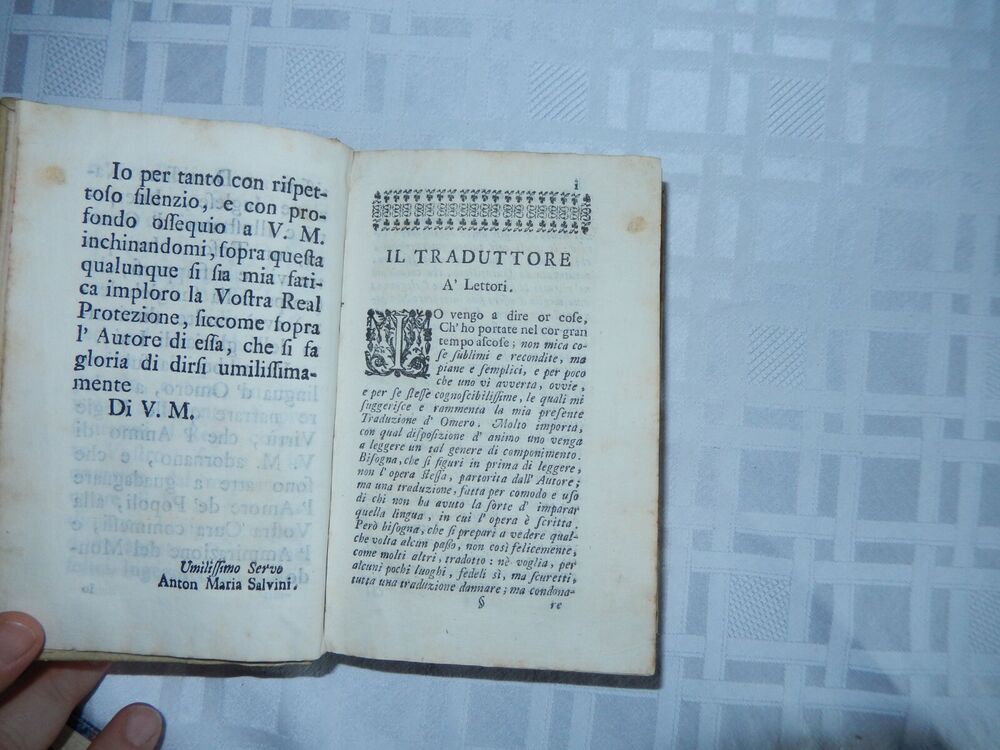 Io per tanto con riſpet-
toſo ſilenzio, e con pro-
fondo oſſequio a V. M.
inchinandomi, ſopra queſta
qualunque ſi ſia mia fati-
ca imploro la Voſtra Real
Protezione, ſiccome ſopra
l' Autore di eſſa, che ſi fa
gloria di dirſi umiliſſima-
mente
Di V. M.
Umiliſſimo Servo
Anton Maria Salvini.
i
IL TRADUTTORE
A' Lettori.
IO vengo a dire or coſe,
Ch' ho portate nel cor gran
tempo aſcoſe; non mica co-
ſe ſublimi e recondite, ma
piane e ſemplici, e per poco
che uno vi avverta, ovvie,
e per ſe ſteſſe cognoſcibiliſſime, le quali mi
ſuggeriſce e rammenta la mia preſente
Traduzione d' Omero. Molto importa,
con qual diſpoſizione d' animo uno venga
a leggere un tal genere di componimento.
Biſogna, che ſi figuri in prima di leggere,
non l' opera ſteſſa, partorita dall' Autore;
ma una traduzione, fatta per comodo e uſo
di chi non ha avuto la ſorte d' imparar
quella lingua, in cui l' opera è ſcritta.
Però biſogna, che ſi prepari a vedere qual-
che volta alcun paſſo, non così felicemente,
come molti altri, tradotto: nè voglia, per
alcuni pochi luoghi, fedeli sì, ma ſcuretti,
tutta una traduzione dannare; ma condona-
§ re